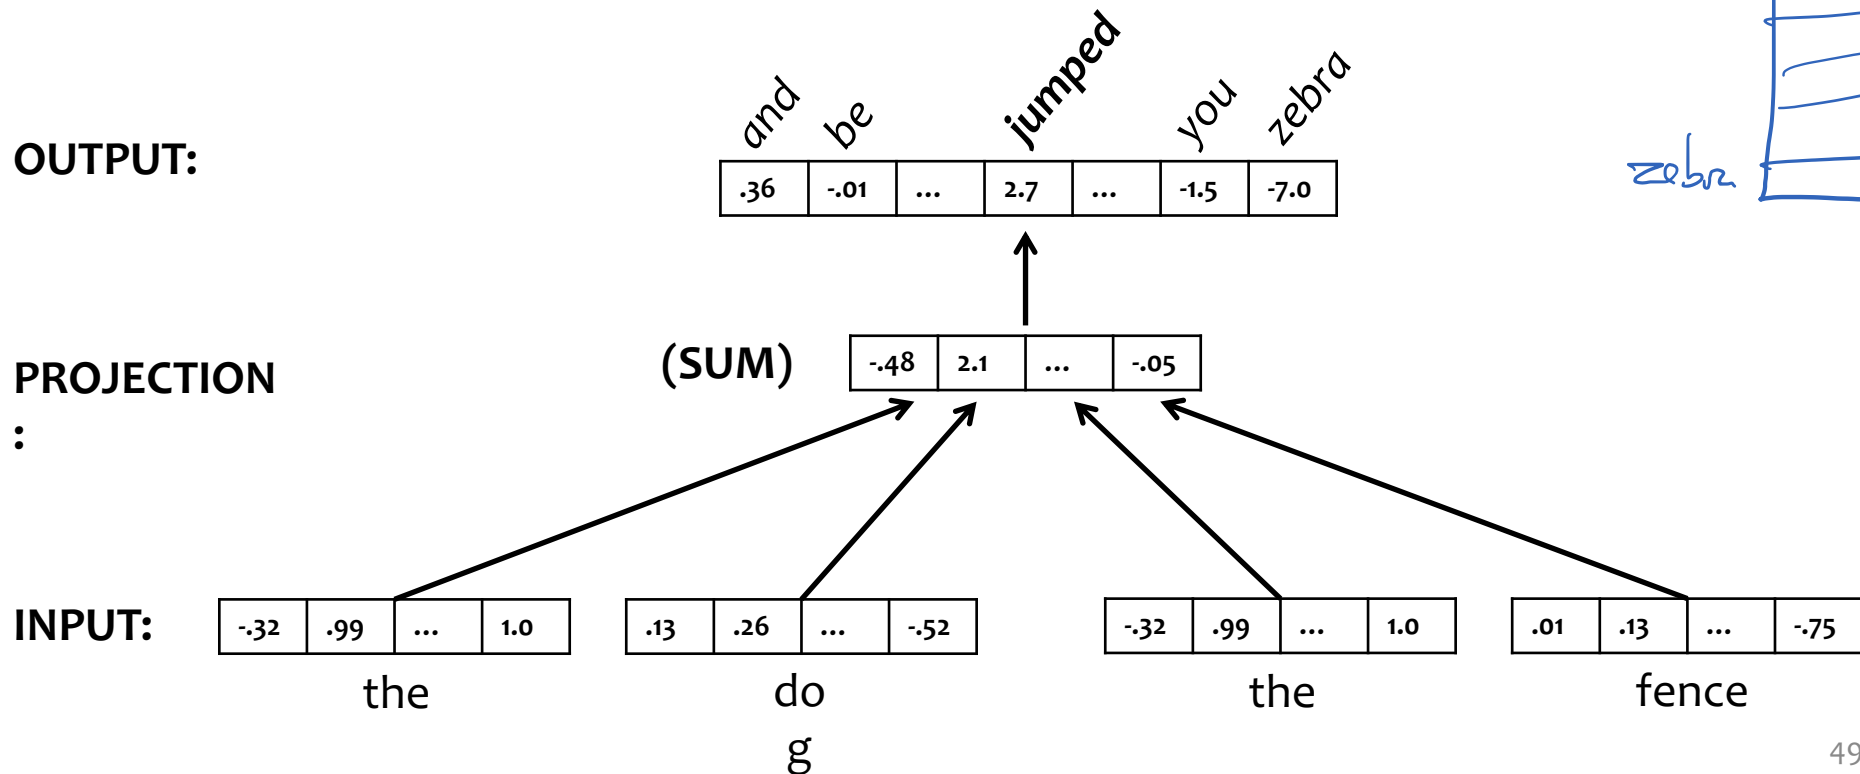 and be jumped you zebra
OUTPUT:
.36 -.01 ... 2.7 ... -1.5 -7.0
zebra
PROJECTION
:
(SUM)
-.48 2.1 ... -.05
INPUT:
-.32 .99 ... 1.0 .13 .26 ... -.52 -.32 .99 ... 1.0 .01 .13 ... -.75
the do the fence
g
49